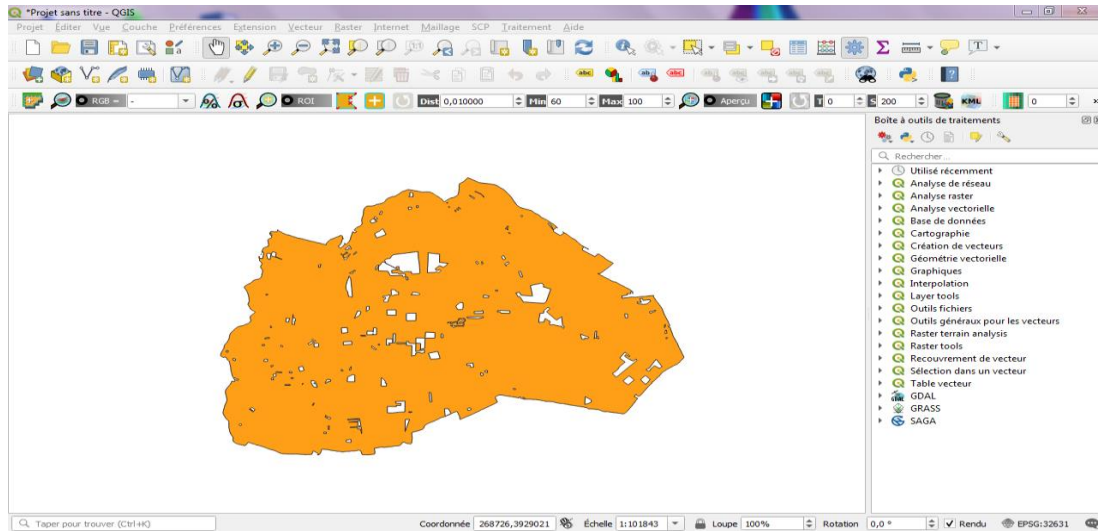 *Projet sans titre - QGIS
Projet Éditer Vue Couche Préférences Extension Vecteur Raster Internet Maillage SCP Traitement Aide
abc abc abc
RGB = - ROI Dist 0,010000 Min 60 Max 100 Aperçu T 0 S 200 KML 0 »
Boîte à outils de traitements
Rechercher...
Utilisé récemment
Analyse de réseau
Analyse raster
Analyse vectorielle
Base de données
Cartographie
Création de vecteurs
Géométrie vectorielle
Graphiques
Interpolation
Layer tools
Outils fichiers
Outils généraux pour les vecteurs
Raster terrain analysis
Raster tools
Recouvrement de vecteur
Sélection dans un vecteur
Table vecteur
GDAL
GRASS
SAGA
Taper pour trouver (Ctrl+K) Coordonnée 268726,3929021 Échelle 1:101843 Loupe 100% Rotation 0,0 ° Rendu EPSG:32631